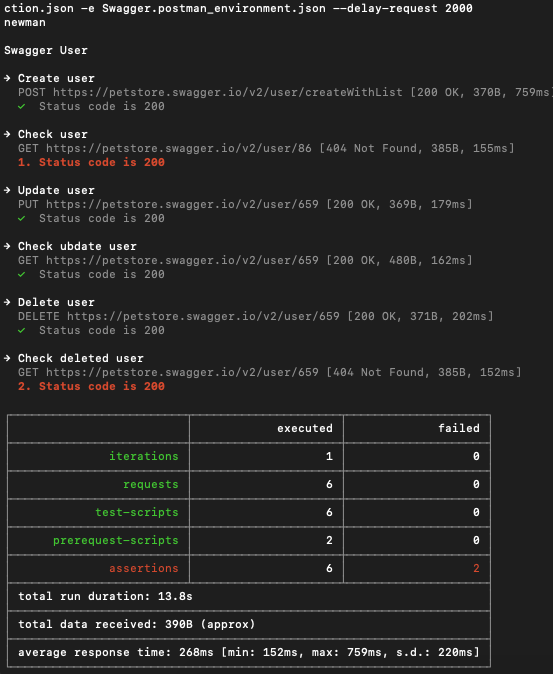 ction.json -e Swagger.postman_environment.json --delay-request 2000
newman
Swagger User
→ Create user
POST https://petstore.swagger.io/v2/user/createWithList [200 OK, 370B, 759ms]
✓ Status code is 200
→ Check user
GET https://petstore.swagger.io/v2/user/86 [404 Not Found, 385B, 155ms]
1. Status code is 200
→ Update user
PUT https://petstore.swagger.io/v2/user/659 [200 OK, 369B, 179ms]
✓ Status code is 200
→ Check ubdate user
GET https://petstore.swagger.io/v2/user/659 [200 OK, 480B, 162ms]
✓ Status code is 200
→ Delete user
DELETE https://petstore.swagger.io/v2/user/659 [200 OK, 371B, 202ms]
✓ Status code is 200
→ Check deleted user
GET https://petstore.swagger.io/v2/user/659 [404 Not Found, 385B, 152ms]
2. Status code is 200
executed failed
iterations 1 0
requests 6 0
test-scripts 6 0
prerequest-scripts 2 0
assertions 6 2
total run duration: 13.8s
total data received: 390B (approx)
average response time: 268ms [min: 152ms, max: 759ms, s.d.: 220ms]